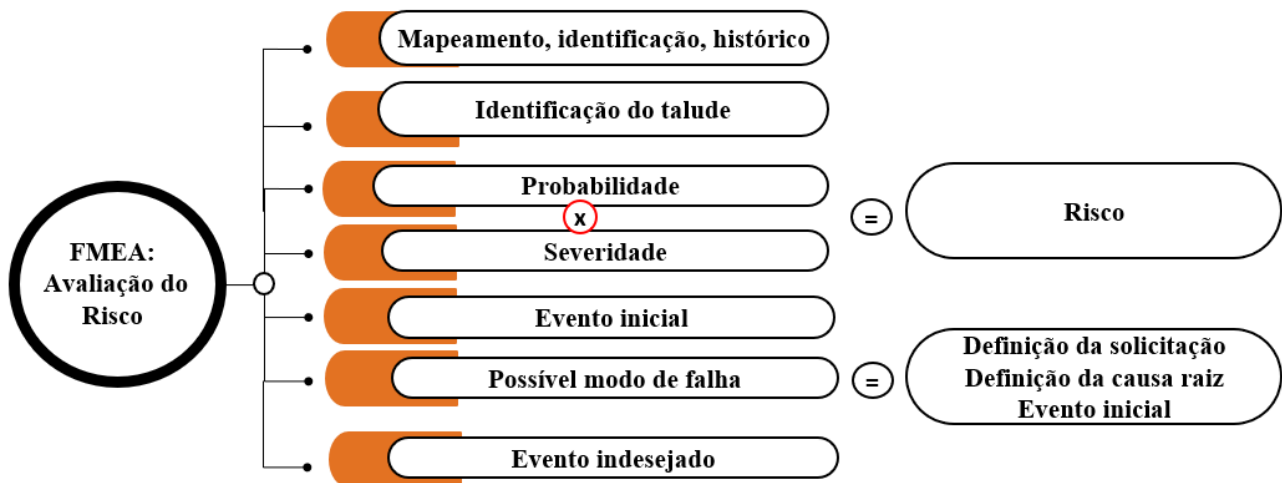 Mapeamento, identificação, histórico
Identificação do talude
Probabilidade
x
Severidade
=
Risco
FMEA:
Avaliação do
Risco
Evento inicial
Possível modo de falha
=
Definição da solicitação
Definição da causa raiz
Evento inicial
Evento indesejado